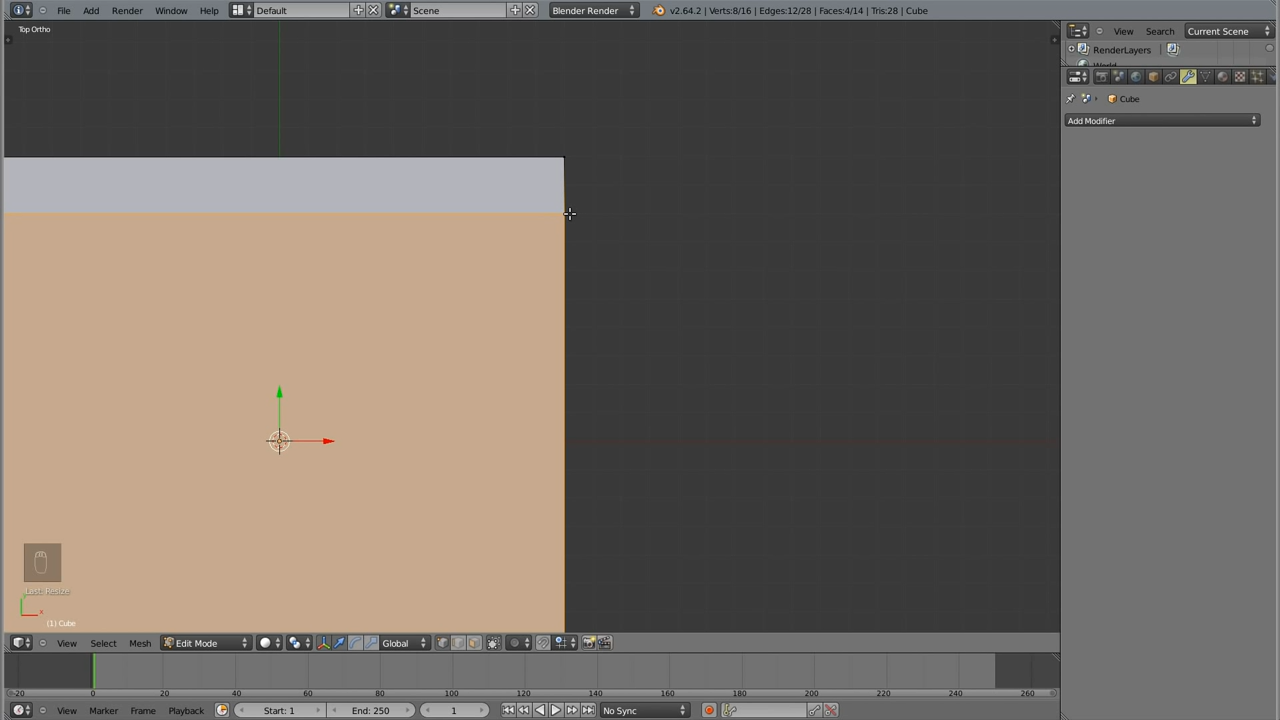 File Add Render Window Help Default Scene Blender Render v2.64.2 | Verts:8/16 | Edges:12/28 | Faces:4/14 | Tris:28 | Cube
Top Ortho
View Search Current Scene
RenderLayers
World
Cube
Add Modifier
Last: Resize
x
(1) Cube
View Select Mesh Edit Mode Global
-20 0 20 40 60 80 100 120 140 160 180 200 220 240 260
View Marker Frame Playback Start: 1 End: 250 1 No Sync